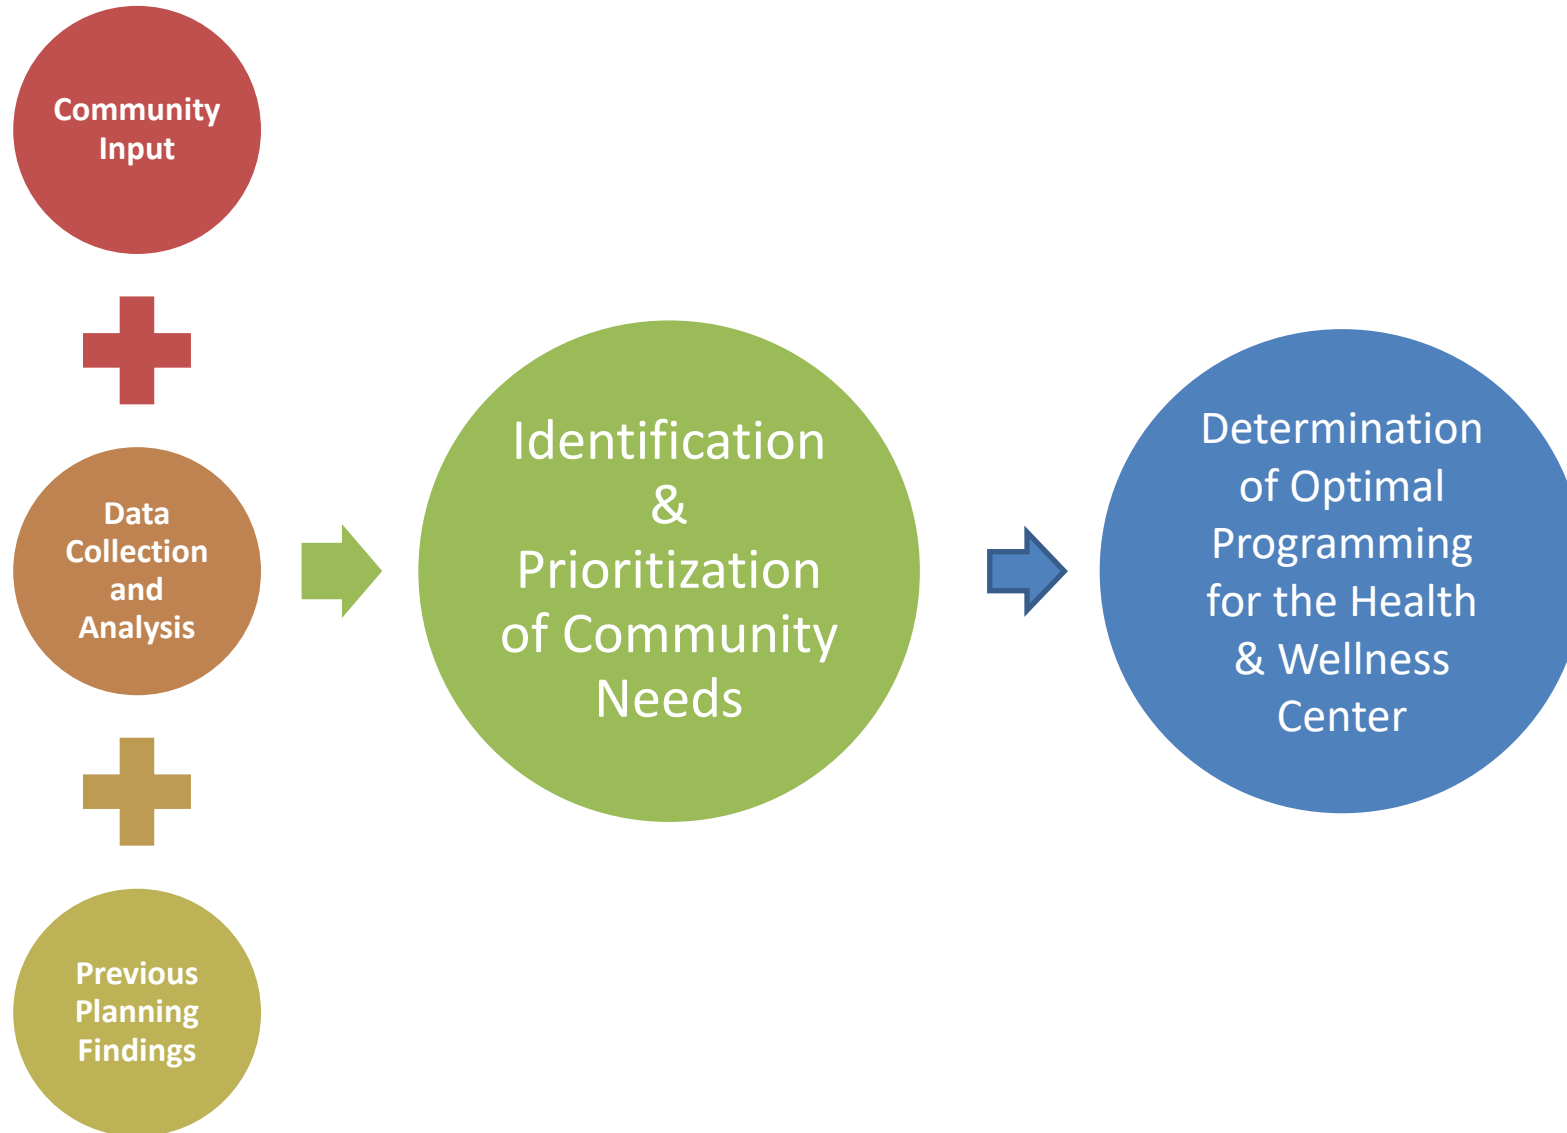 Community
Input
Data
Collection
and
Analysis
Previous
Planning
Findings
Identification
&
Prioritization
of Community
Needs
Determination
of Optimal
Programming
for the Health
& Wellness
Center